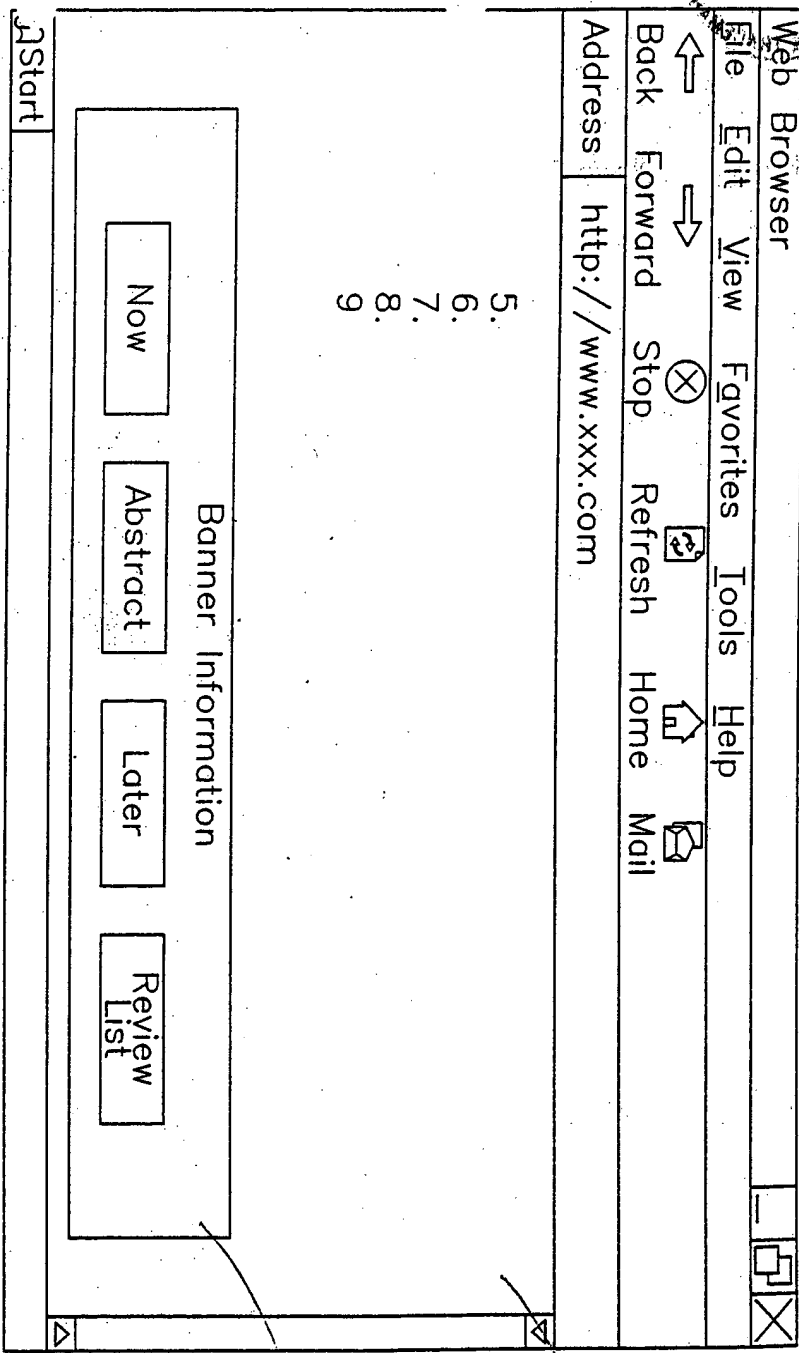 Web Browser
File Edit View Favorites Tools Help
Back Forward Stop Refresh Home Mail
Address http://www.xxx.com
5.
6.
7.
8.
9
Banner Information
Now Abstract Later Review
List
Start